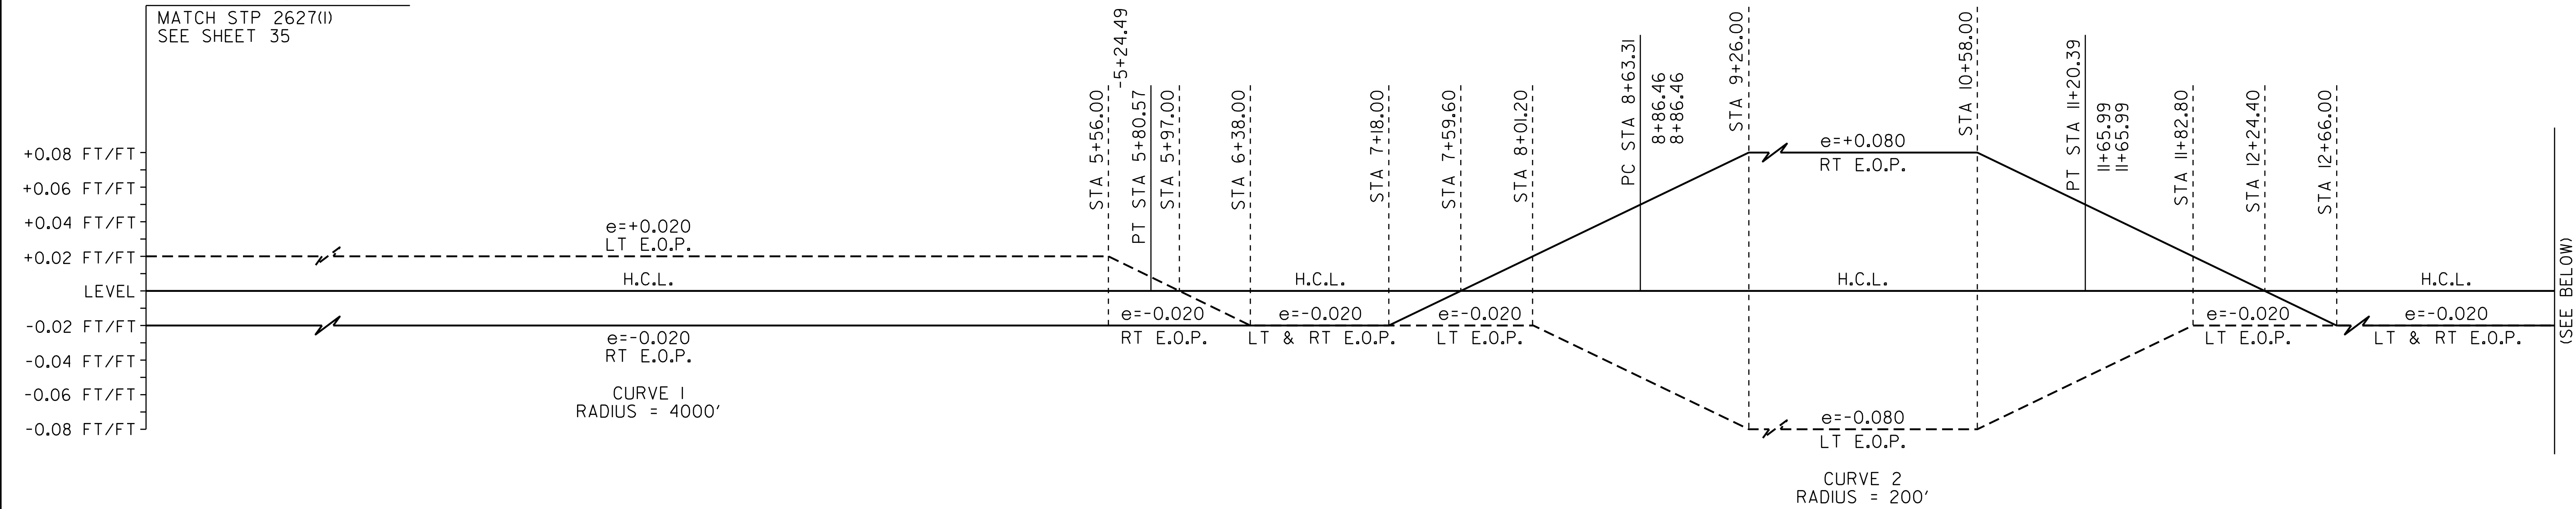 MATCH STP 2627(1)
SEE SHEET 35
+0.08 FT/FT
+0.06 FT/FT
+0.04 FT/FT
+0.02 FT/FT
LEVEL
-0.02 FT/FT
-0.04 FT/FT
-0.06 FT/FT
-0.08 FT/FT
e=+0.020
LT E.O.P.
H.C.L.
e=-0.020
RT E.O.P.
CURVE 1
RADIUS = 4000'
STA 5+56.00
-5+24.49
PT STA 5+80.57
STA 5+97.00
STA 6+38.00
STA 7+18.00
STA 7+59.60
STA 8+01.20
e=-0.020
RT E.O.P.
H.C.L.
e=-0.020
LT & RT E.O.P.
e=-0.020
LT E.O.P.
PC STA 8+63.31
8+86.46
8+86.46
STA 9+26.00
e=+0.080
RT E.O.P.
H.C.L.
e=-0.080
LT E.O.P.
CURVE 2
RADIUS = 200'
STA 10+58.00
PT STA 11+20.39
11+65.99
11+65.99
STA 11+82.80
STA 12+24.40
STA 12+66.00
e=-0.020
LT E.O.P.
H.C.L.
e=-0.020
LT & RT E.O.P.
(SEE BELOW)